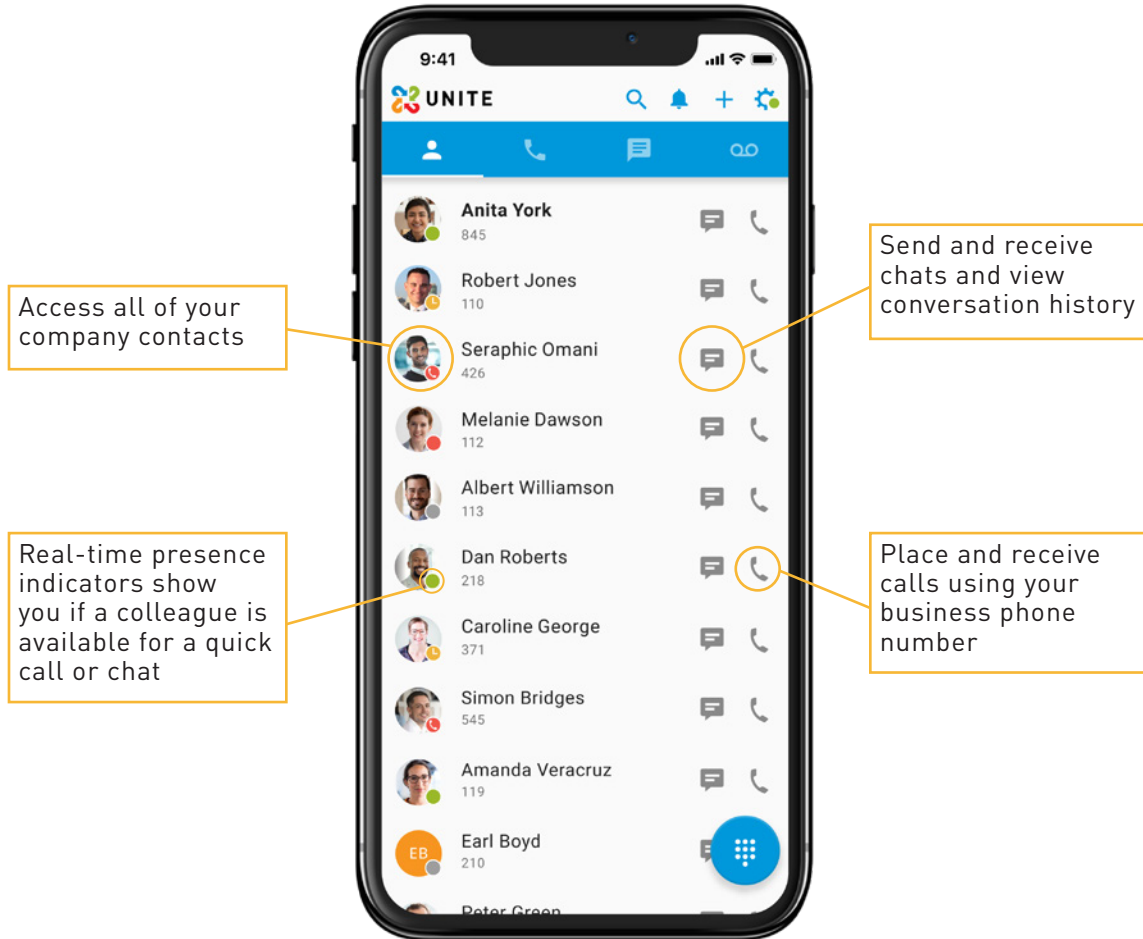 9:41
UNITE
Anita York
845
Robert Jones
110
Seraphic Omani
426
Melanie Dawson
112
Albert Williamson
113
Dan Roberts
218
Caroline George
371
Simon Bridges
545
Amanda Veracruz
119
EB
Earl Boyd
210
Peter Green
Access all of your
company contacts
Real-time presence
indicators show
you if a colleague is
available for a quick
call or chat
Send and receive
chats and view
conversation history
Place and receive
calls using your
business phone
number